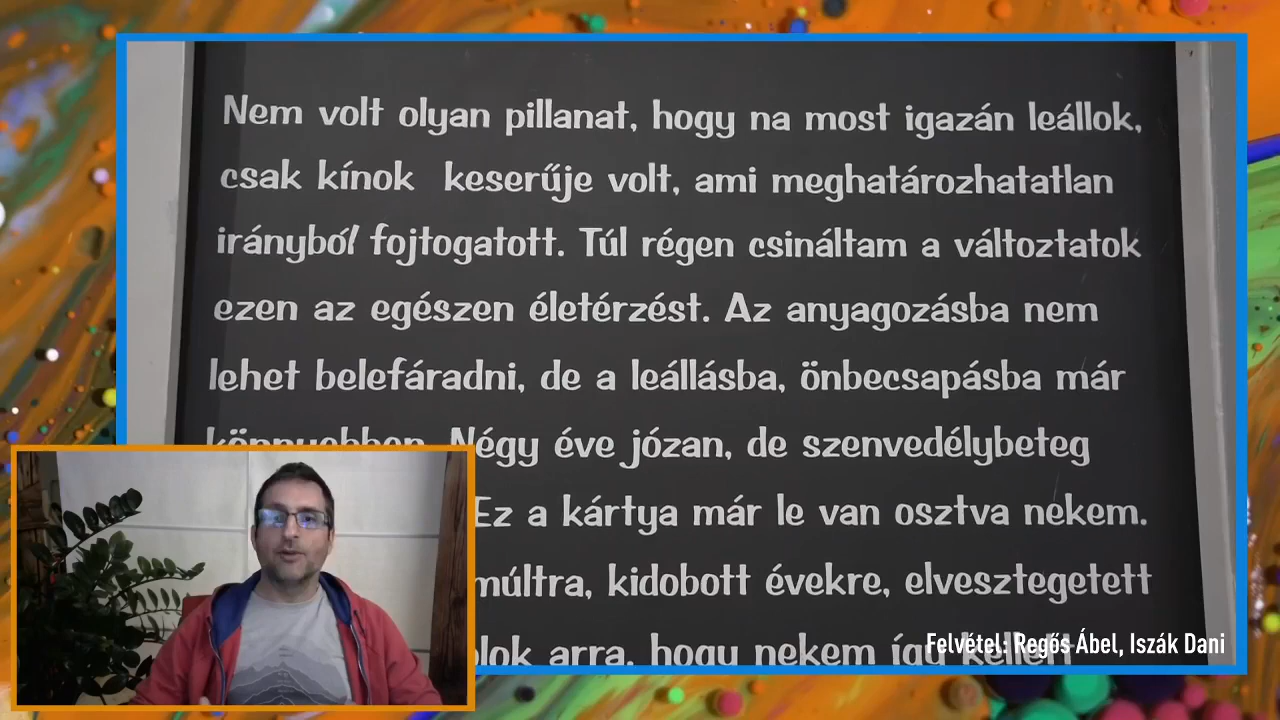 Nem volt olyan pillanat, hogy na most igazán leállok,
csak kínok keserűje volt, ami meghatározhatatlan
irányból fojtogatott. Túl régen csináltam a változtatok
ezen az egészen életérzést. Az anyagozásba nem
lehet belefáradni, de a leállásba, önbecsapásba már
könnyebben. Négy éve józan, de szenvedélybeteg
Ez a kártya már le van osztva nekem.
múltra, kidobott évekre, elvesztegetett
arra, hogy nekem így kellett
Felvétel: Regős Ábel, Iszák Dani